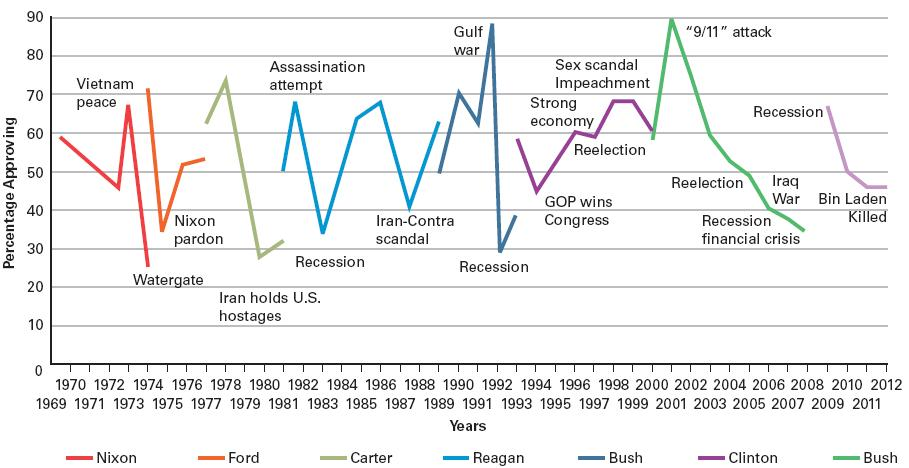 90
80
70
60
50
40
30
20
10
0
Percentage Approving
Vietnam
peace
Watergate
Nixon
pardon
Iran holds U.S.
hostages
Assassination
attempt
Recession
Iran-Contra
scandal
Gulf
war
Recession
Strong
economy
Sex scandal
Impeachment
Reelection
GOP wins
Congress
“9/11” attack
Reelection
Iraq
War
Recession
financial crisis
Recession
Bin Laden
Killed
1970 1972 1974 1976 1978 1980 1982 1984 1986 1990 1992 1994 1996 1998 2000 2002 2004 2006 2008 2010 2012
1969 1971 1973 1975 1977 1979 1981 1983 1985 1987 1989 1991 1993 1995 1997 1999 2001 2003 2005 2007 2009 2011
Years
Nixon Ford Carter Reagan Bush Clinton Bush